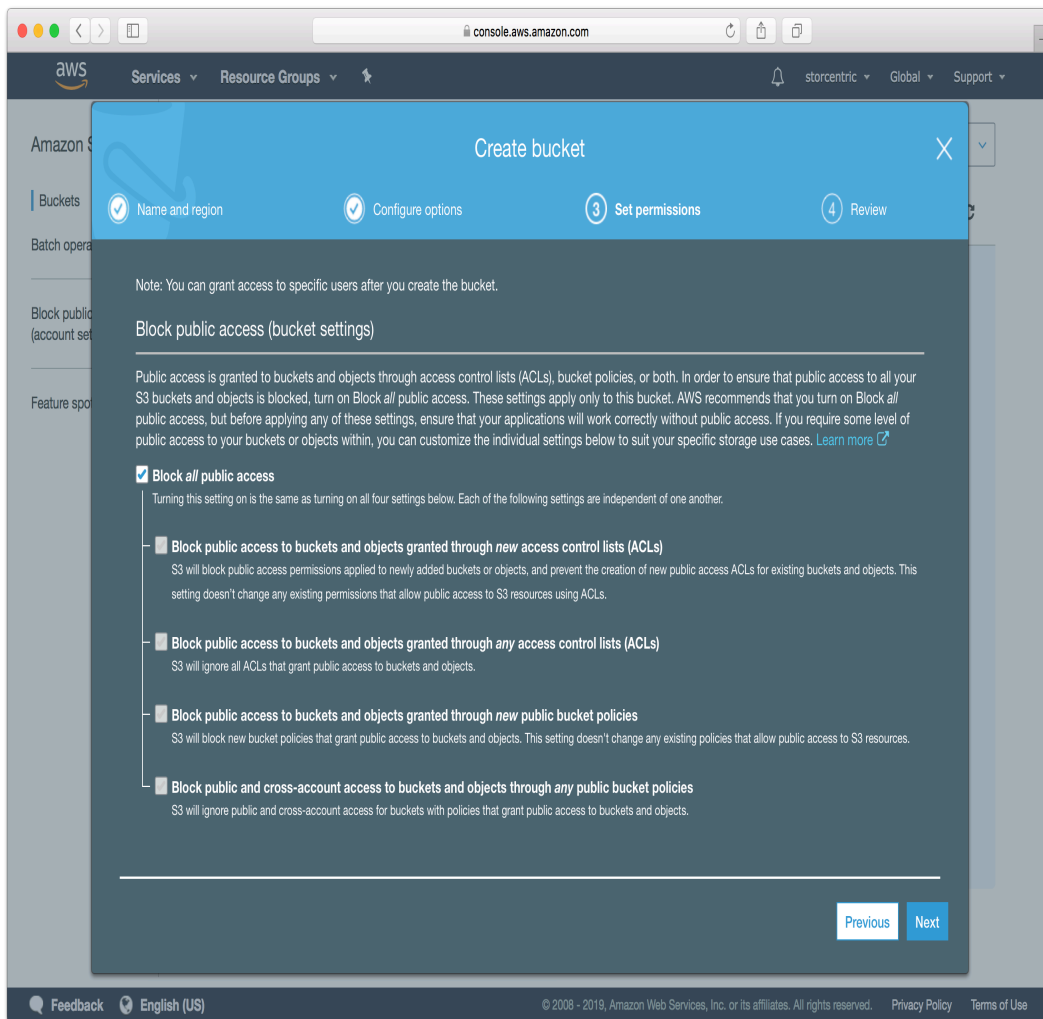 console.aws.amazon.com
aws
Services
Resource Groups
storcentric
Global
Support
Amazon S
Buckets
Batch opera
Block public
(account set
Feature spo
Create bucket
Name and region
Configure options
3 Set permissions
4 Review
Note: You can grant access to specific users after you create the bucket.
Block public access (bucket settings)
Public access is granted to buckets and objects through access control lists (ACLs), bucket policies, or both. In order to ensure that public access to all your
S3 buckets and objects is blocked, turn on Block all public access. These settings apply only to this bucket. AWS recommends that you turn on Block all
public access, but before applying any of these settings, ensure that your applications will work correctly without public access. If you require some level of
public access to your buckets or objects within, you can customize the individual settings below to suit your specific storage use cases. Learn more
Block all public access
Turning this setting on is the same as turning on all four settings below. Each of the following settings are independent of one another.
Block public access to buckets and objects granted through new access control lists (ACLs)
S3 will block public access permissions applied to newly added buckets or objects, and prevent the creation of new public access ACLs for existing buckets and objects. This
setting doesn't change any existing permissions that allow public access to S3 resources using ACLs.
Block public access to buckets and objects granted through any access control lists (ACLs)
S3 will ignore all ACLs that grant public access to buckets and objects.
Block public access to buckets and objects granted through new public bucket policies
S3 will block new bucket policies that grant public access to buckets and objects. This setting doesn't change any existing policies that allow public access to S3 resources.
Block public and cross-account access to buckets and objects through any public bucket policies
S3 will ignore public and cross-account access for buckets with policies that grant public access to buckets and objects.
Previous
Next
Feedback
English (US)
© 2008 - 2019, Amazon Web Services, Inc. or its affiliates. All rights reserved.
Privacy Policy
Terms of Use